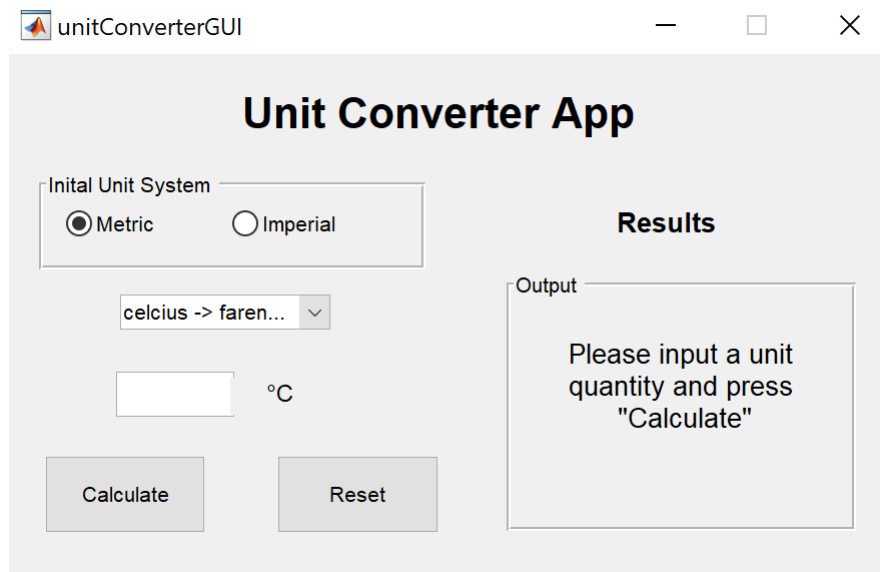 unitConverterGUI
Unit Converter App
Inital Unit System
Metric
Imperial
celcius -> faren...
°C
Calculate
Reset
Results
Output
Please input a unit
quantity and press
"Calculate"